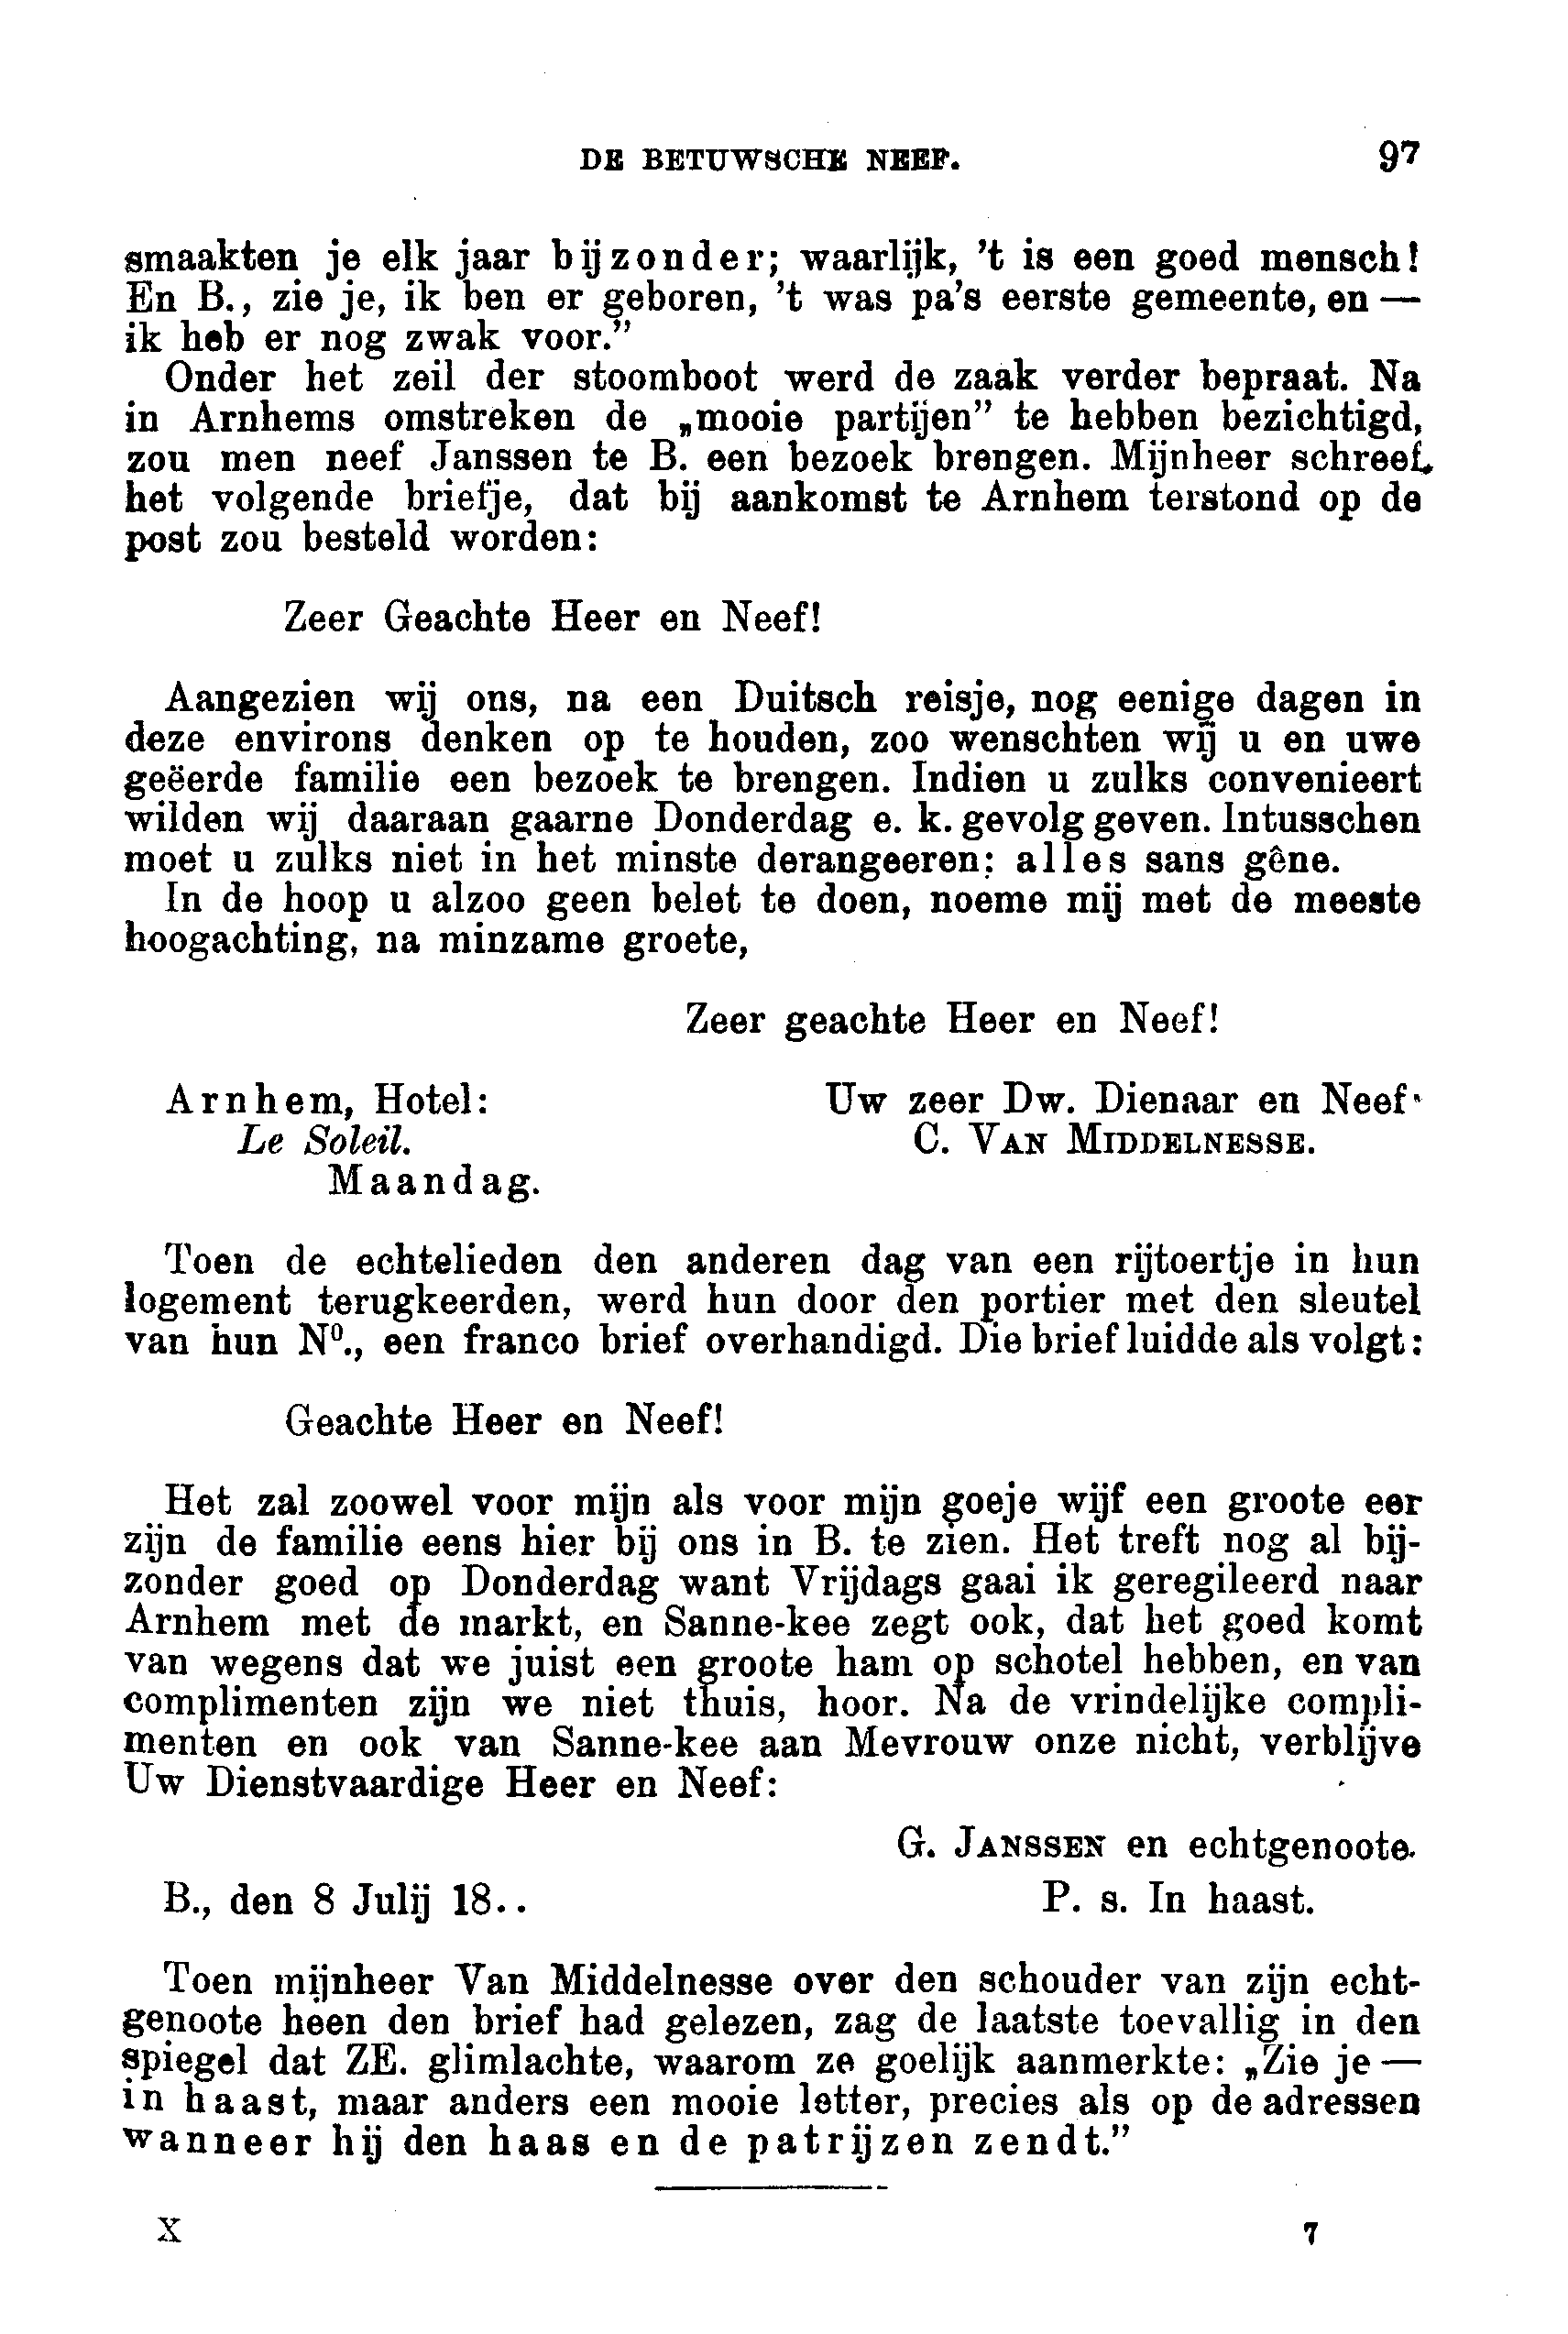 DE BETUWSCHE NEEF. 97
smaakten je elk jaar bijzonder; waarlijk, 't is een goed mensch!
En B., zie je, ik ben er geboren, 't was pa's eerste gemeente, en —
ik heb er nog zwak voor.”
Onder het zeil der stoomboot werd de zaak verder bepraat. Na
in Arnhems omstreken de „mooie partijen” te hebben bezichtigd,
zou men neef Janssen te B. een bezoek brengen. Mijnheer schreef
het volgende briefje, dat bij aankomst te Arnhem terstond op de
post zou besteld worden:
Zeer Geachte Heer en Neef!
Aangezien wij ons, na een Duitsch reisje, nog eenige dagen in
deze environs denken op te houden, zoo wenschten wij u en uwe
geëerde familie een bezoek te brengen. Indien u zulks convenieert
wilden wij daaraan gaarne Donderdag e. k. gevolg geven. Intusschen
moet u zulks niet in het minste derangeeren; alles sans gêne.
In de hoop u alzoo geen belet te doen, noeme mij met de meeste
hoogachting, na minzame groete,
Zeer geachte Heer en Neef!
Arnhem, Hotel: Uw zeer Dw. Dienaar en Neef
Le Soleil. C. VAN MIDDELNESSE.
Maandag.
Toen de echtelieden den anderen dag van een rijtoertje in hun
logement terugkeerden, werd hun door den portier met den sleutel
van hun N⁰., een franco brief overhandigd. Die brief luidde als volgt:
Geachte Heer en Neef!
Het zal zoowel voor mijn als voor mijn goeje wijf een groote eer
zijn de familie eens hier bij ons in B. te zien. Het treft nog al bij-
zonder goed op Donderdag want Vrijdags gaai ik geregileerd naar
Arnhem met de markt, en Sanne-kee zegt ook, dat het goed komt
van wegens dat we juist een groote ham op schotel hebben, en van
complimenten zijn we niet thuis, hoor. Na de vrindelijke compli-
menten en ook van Sanne-kee aan Mevrouw onze nicht, verblijve
Uw Dienstvaardige Heer en Neef:
G. JANSSEN en echtgenoote.
B., den 8 Julij 18.. P. s. In haast.
Toen mijnheer Van Middelnesse over den schouder van zijn echt-
genoote heen den brief had gelezen, zag de laatste toevallig in den
spiegel dat ZE. glimlachte, waarom ze goelijk aanmerkte: „Zie je —
in haast, maar anders een mooie letter, precies als op de adressen
wanneer hij den haas en de patrijzen zendt.”
X 7